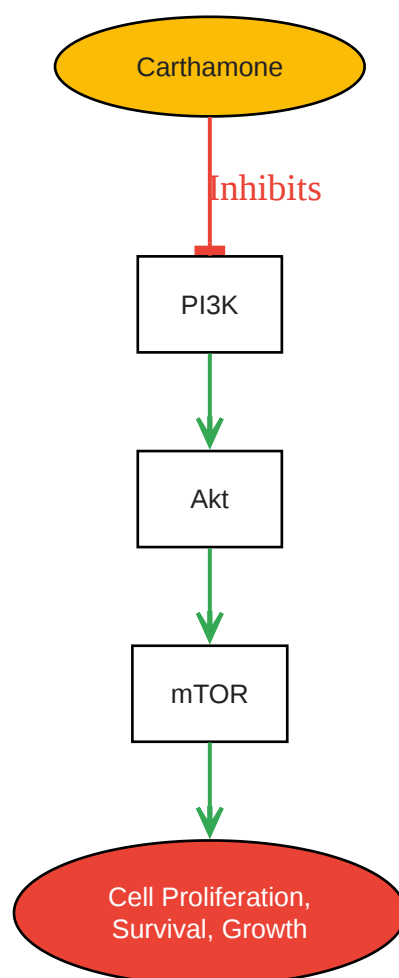 Carthamone
Inhibits
PI3K
Akt
mTOR
Cell Proliferation,
Survival, Growth